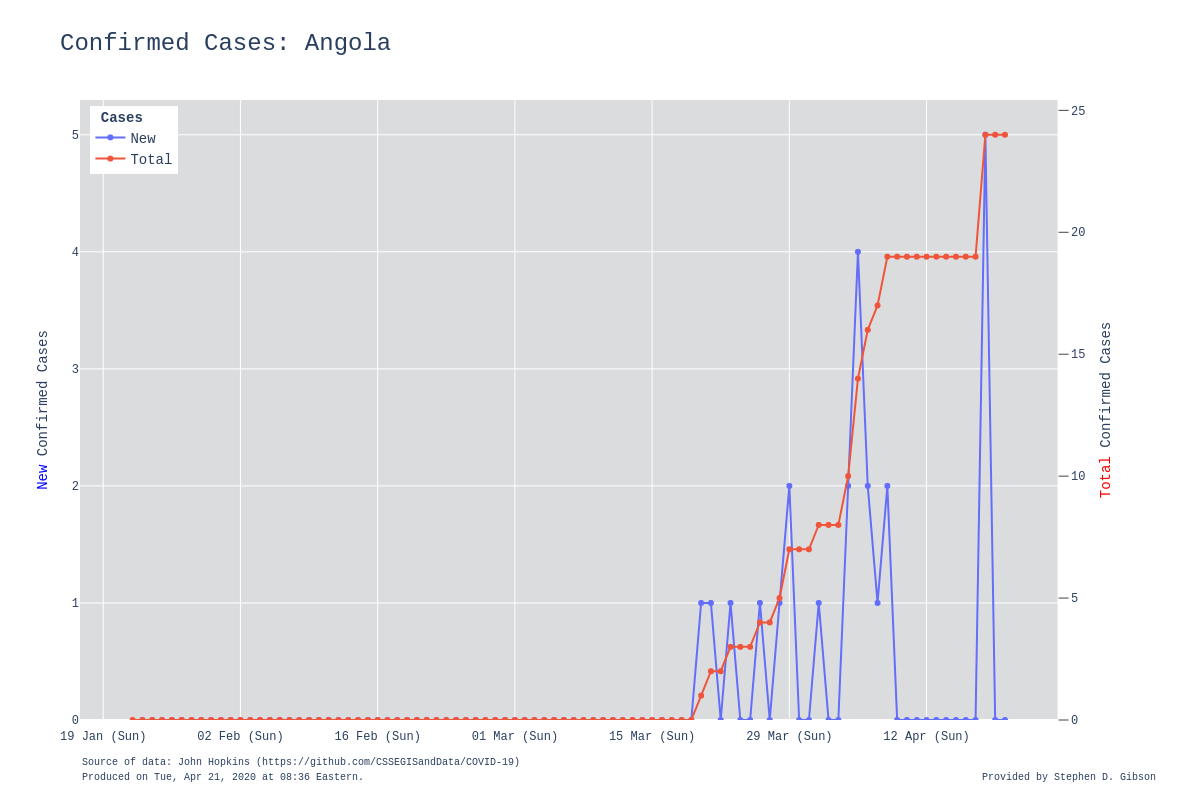 Confirmed Cases: Angola
Cases
New
Total
5
4
3
2
1
0
25
20
15
10
5
0
New Confirmed Cases
Total Confirmed Cases
19 Jan (Sun) 02 Feb (Sun) 16 Feb (Sun) 01 Mar (Sun) 15 Mar (Sun) 29 Mar (Sun) 12 Apr (Sun)
Source of data: John Hopkins (https://github.com/CSSEGISandData/COVID-19)
Produced on Tue, Apr 21, 2020 at 08:36 Eastern.
Provided by Stephen D. Gibson